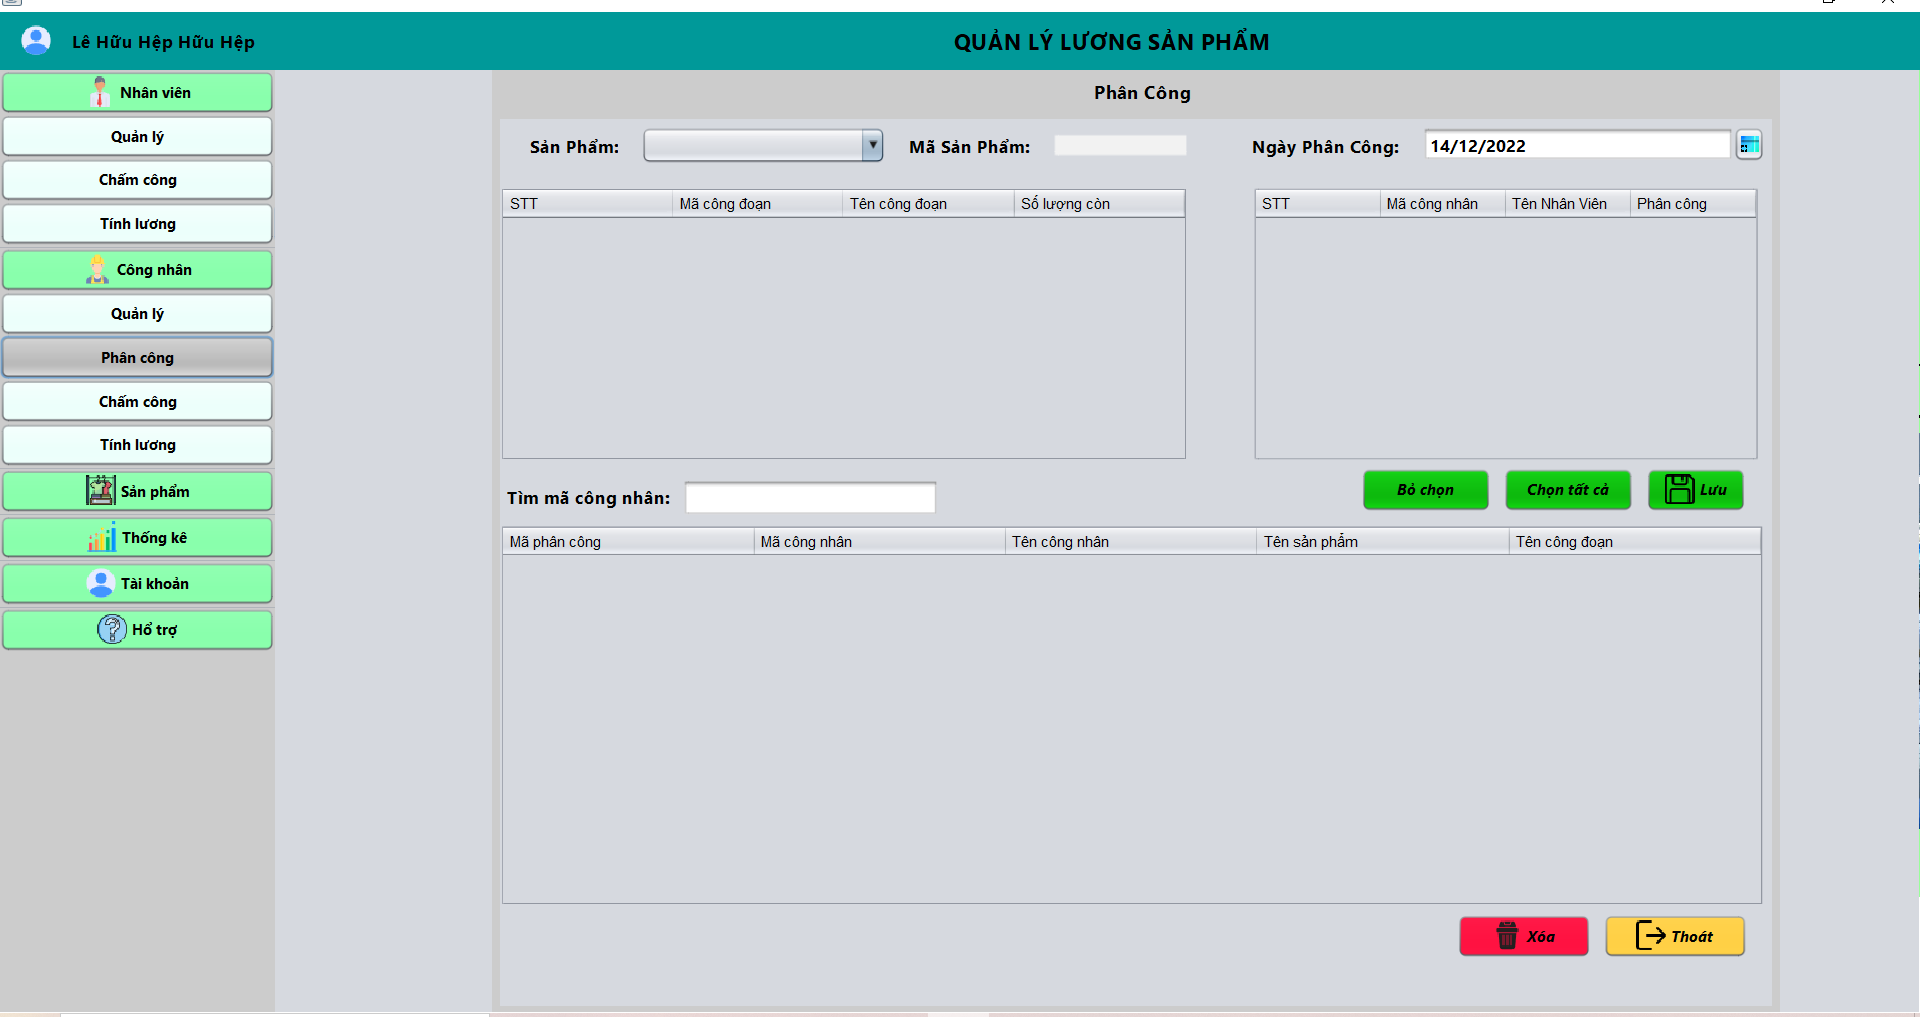 Lê Hữu Hệp Hữu Hệp
QUẢN LÝ LƯƠNG SẢN PHẨM
Nhân viên
Quản lý
Chấm công
Tính lương
Công nhân
Quản lý
Phân công
Chấm công
Tính lương
Sản phẩm
Thống kê
Tài khoản
Hổ trợ
Phân Công
Sản Phẩm: Mã Sản Phẩm: Ngày Phân Công: 14/12/2022
STT Mã công đoạn Tên công đoạn Số lượng còn
STT Mã công nhân Tên Nhân Viên Phân công
Tìm mã công nhân:
Bỏ chọn Chọn tất cả Lưu
Mã phân công Mã công nhân Tên công nhân Tên sản phẩm Tên công đoạn
Xóa Thoát